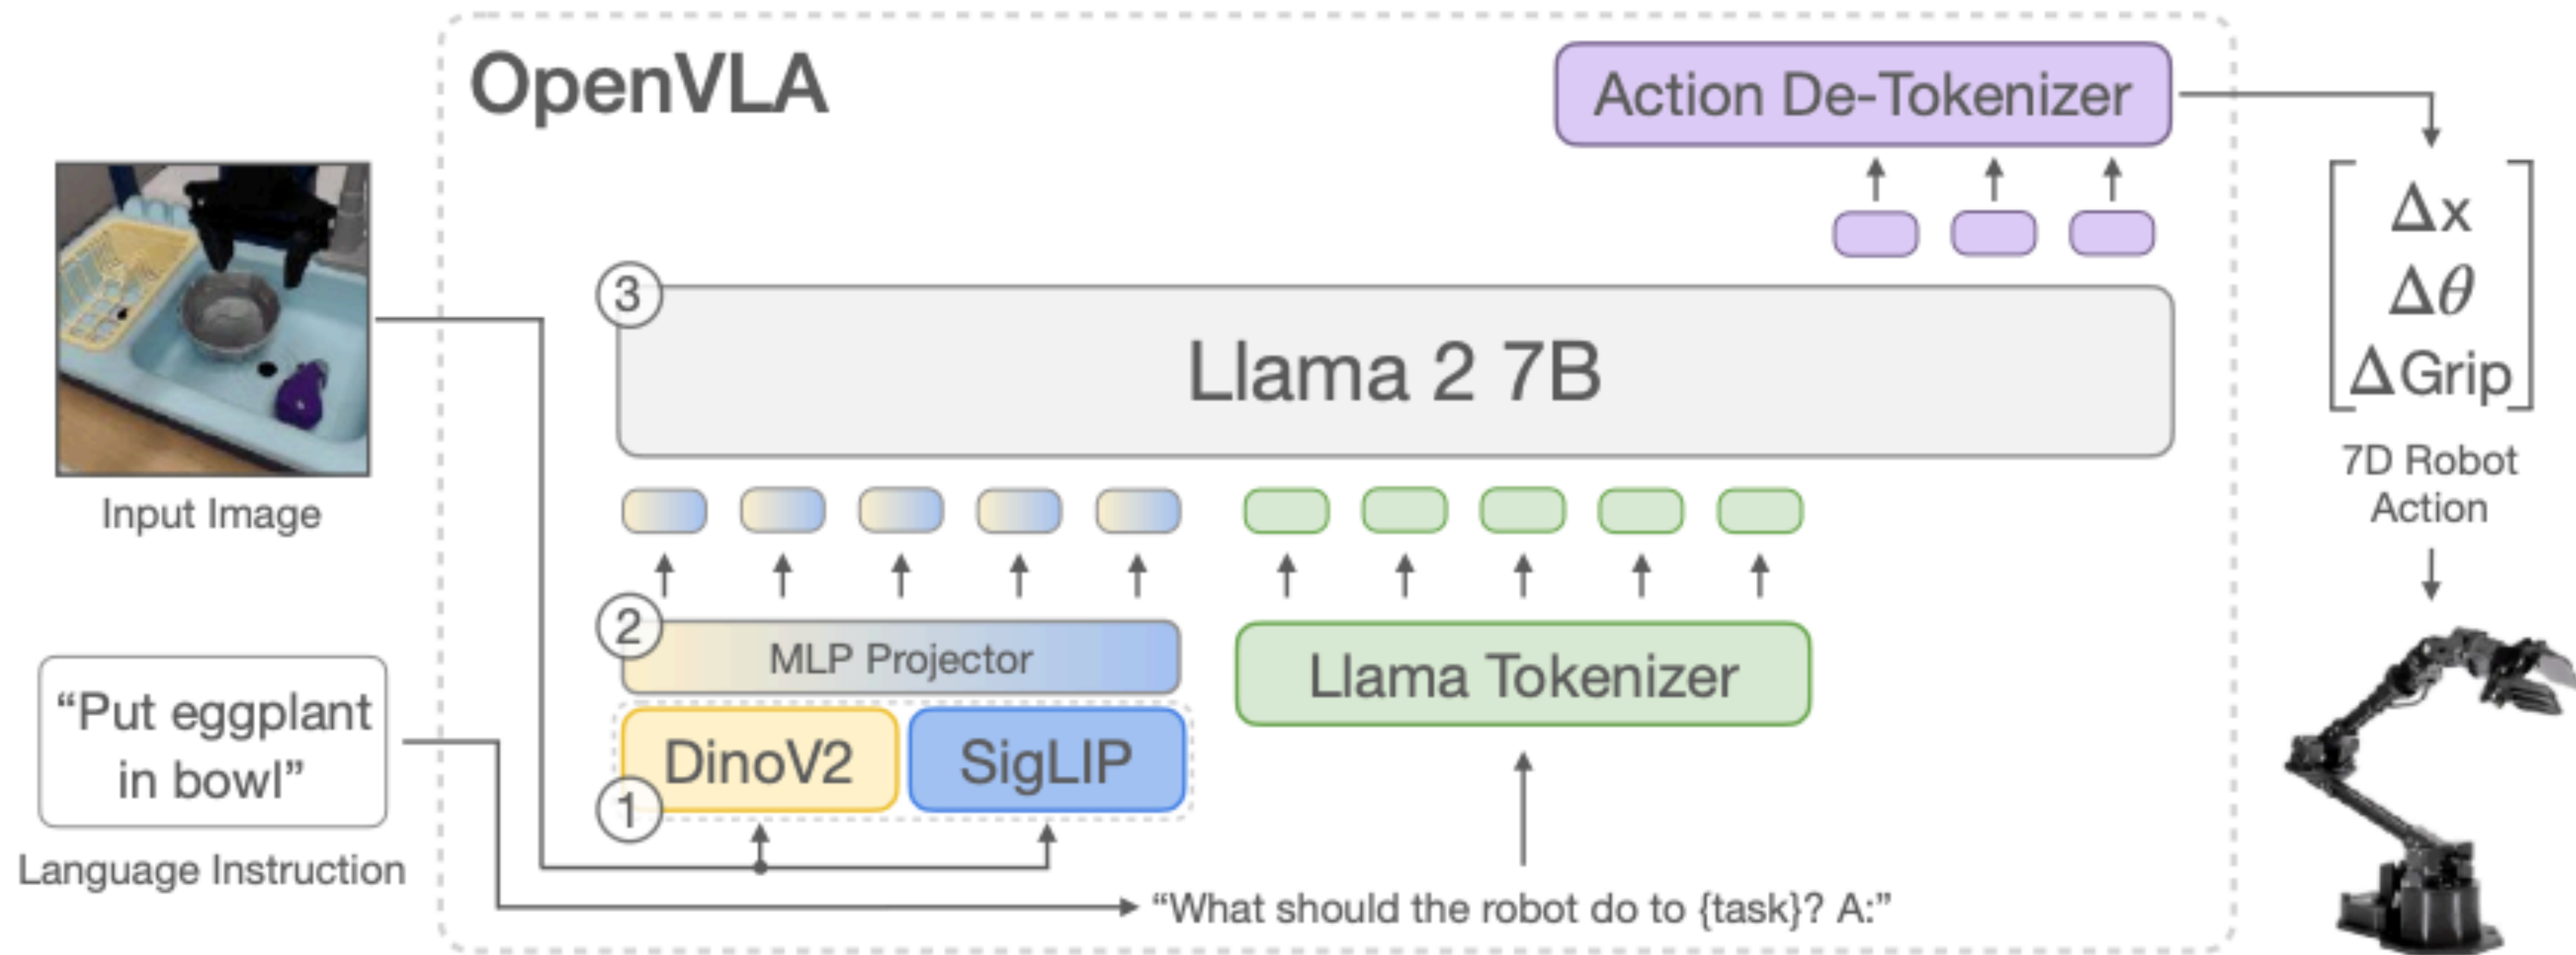 OpenVLA
Action De-Tokenizer
Δx
Δθ
ΔGrip
7D Robot
Action
3
Llama 2 7B
Input Image
2
MLP Projector
Llama Tokenizer
1
DinoV2
SigLIP
“Put eggplant
in bowl”
Language Instruction
“What should the robot do to {task}? A:”